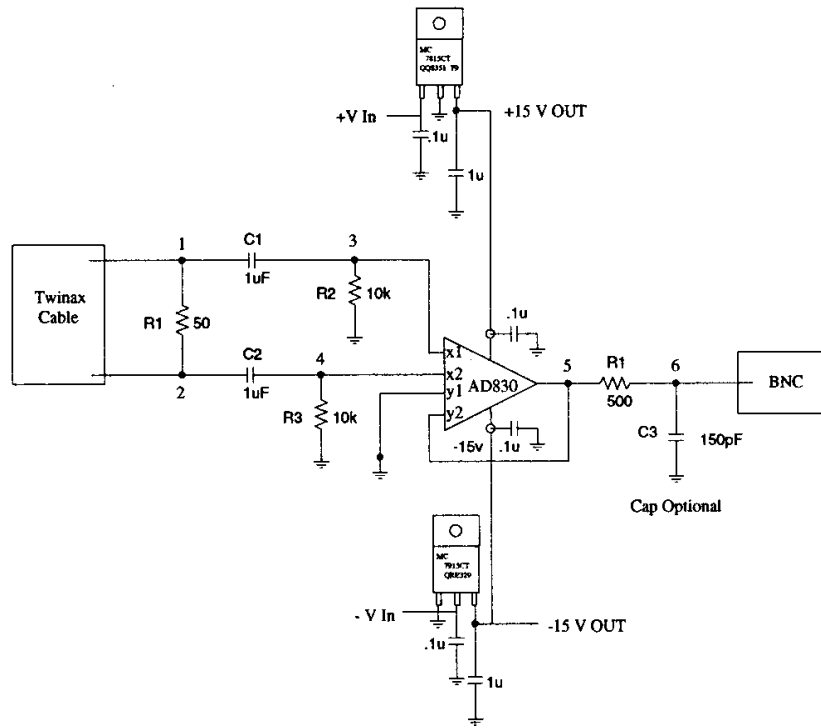 MC
7815CT
QQ8351 79
+V In
+15 V OUT
.1u
1u
1
C1
3
1uF
Twinax
Cable
R1
50
R2
10k
.1u
C2
4
x1
5
R1
6
x2
AD830
BNC
2
1uF
y1
500
R3
10k
y2
C3
150pF
-15v
.1u
Cap Optional
MC
7915CT
- V In
-15 V OUT
.1u
1u